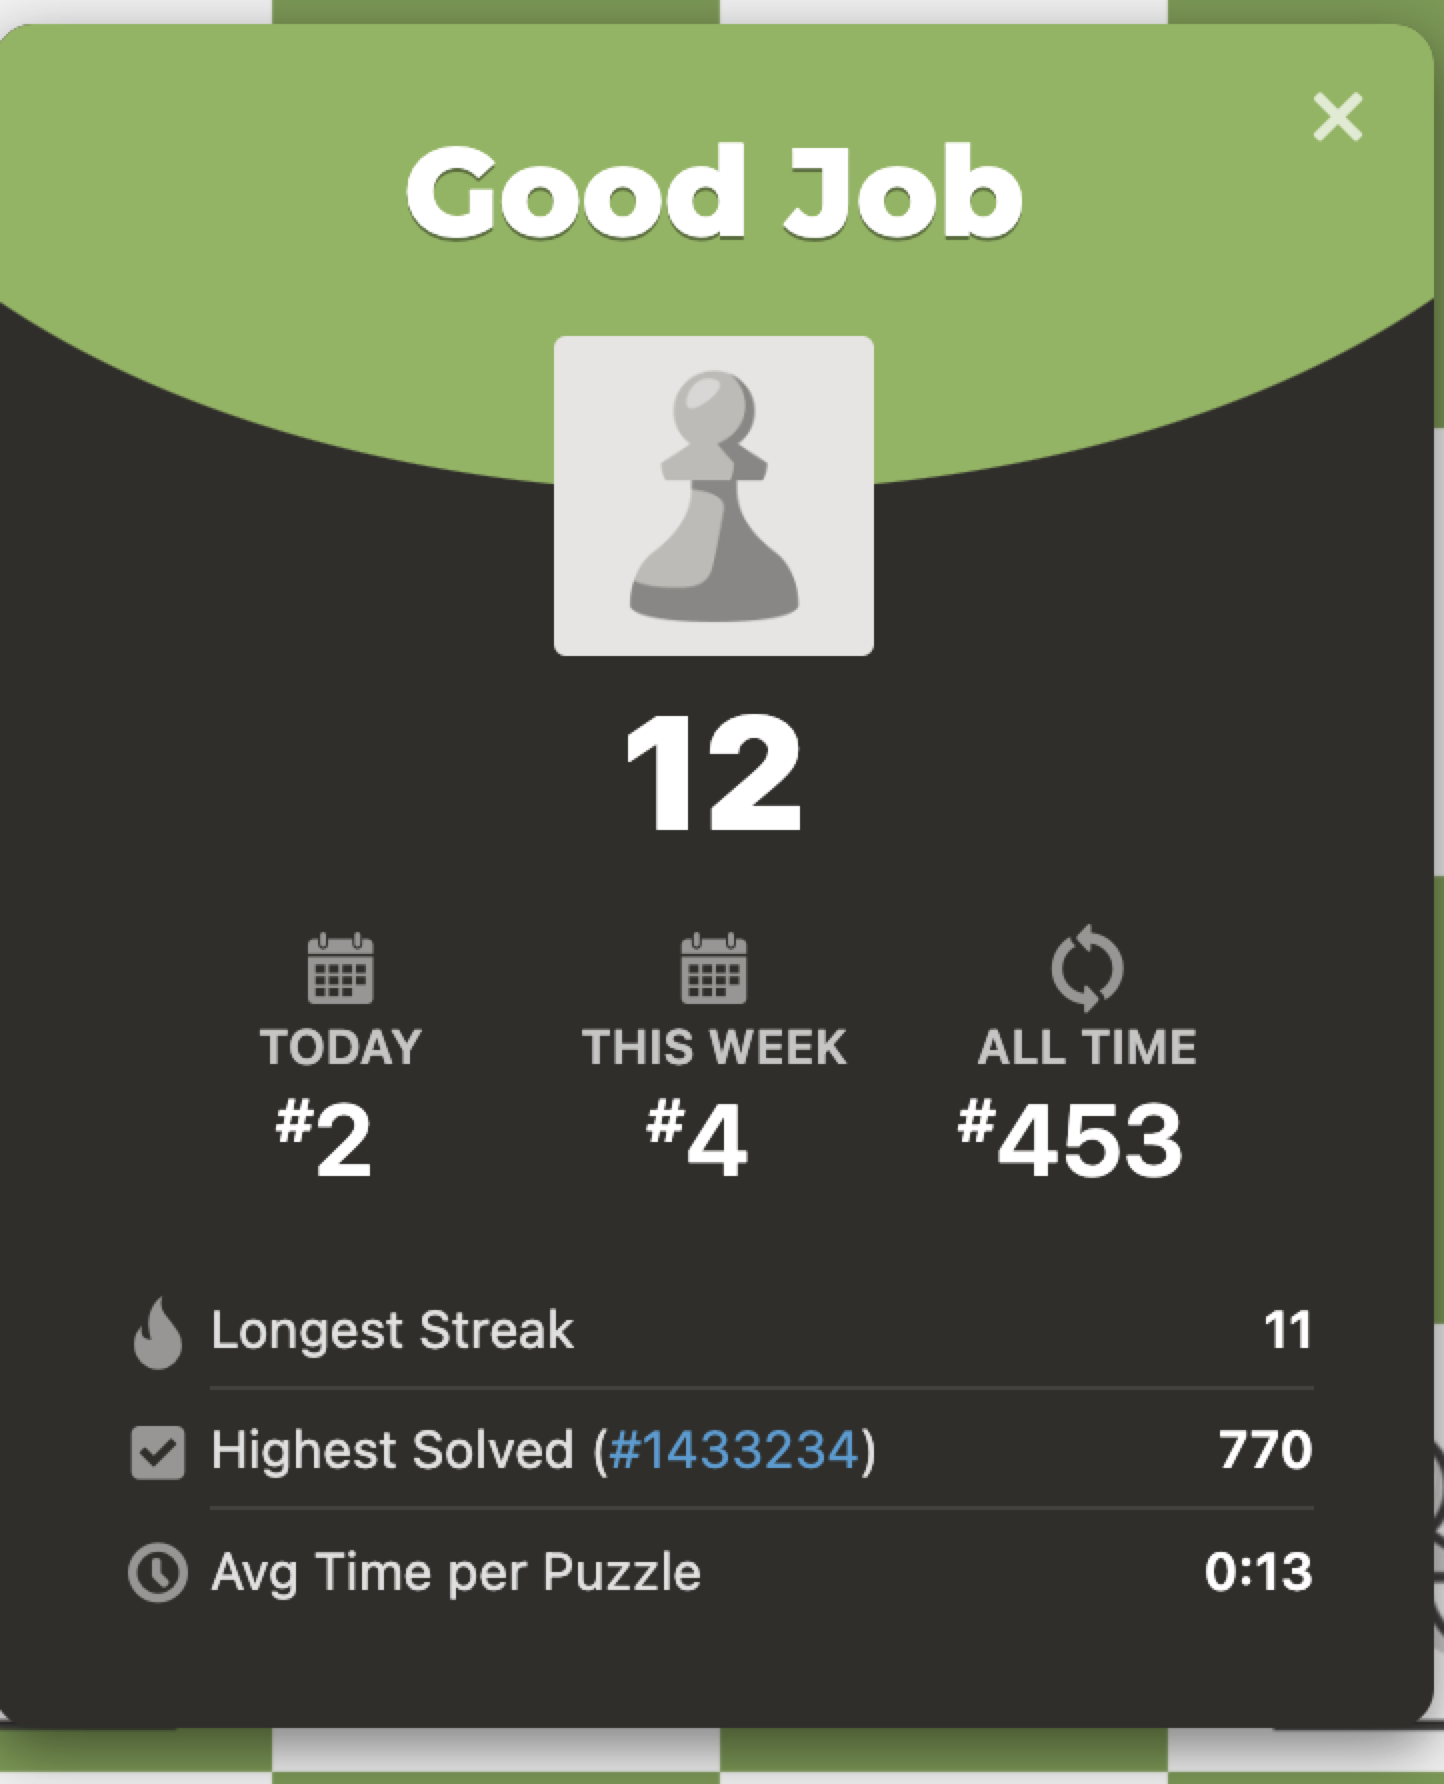 Good Job
12
TODAY THIS WEEK ALL TIME
#2 #4 #453
Longest Streak 11
Highest Solved (#1433234) 770
Avg Time per Puzzle 0:13